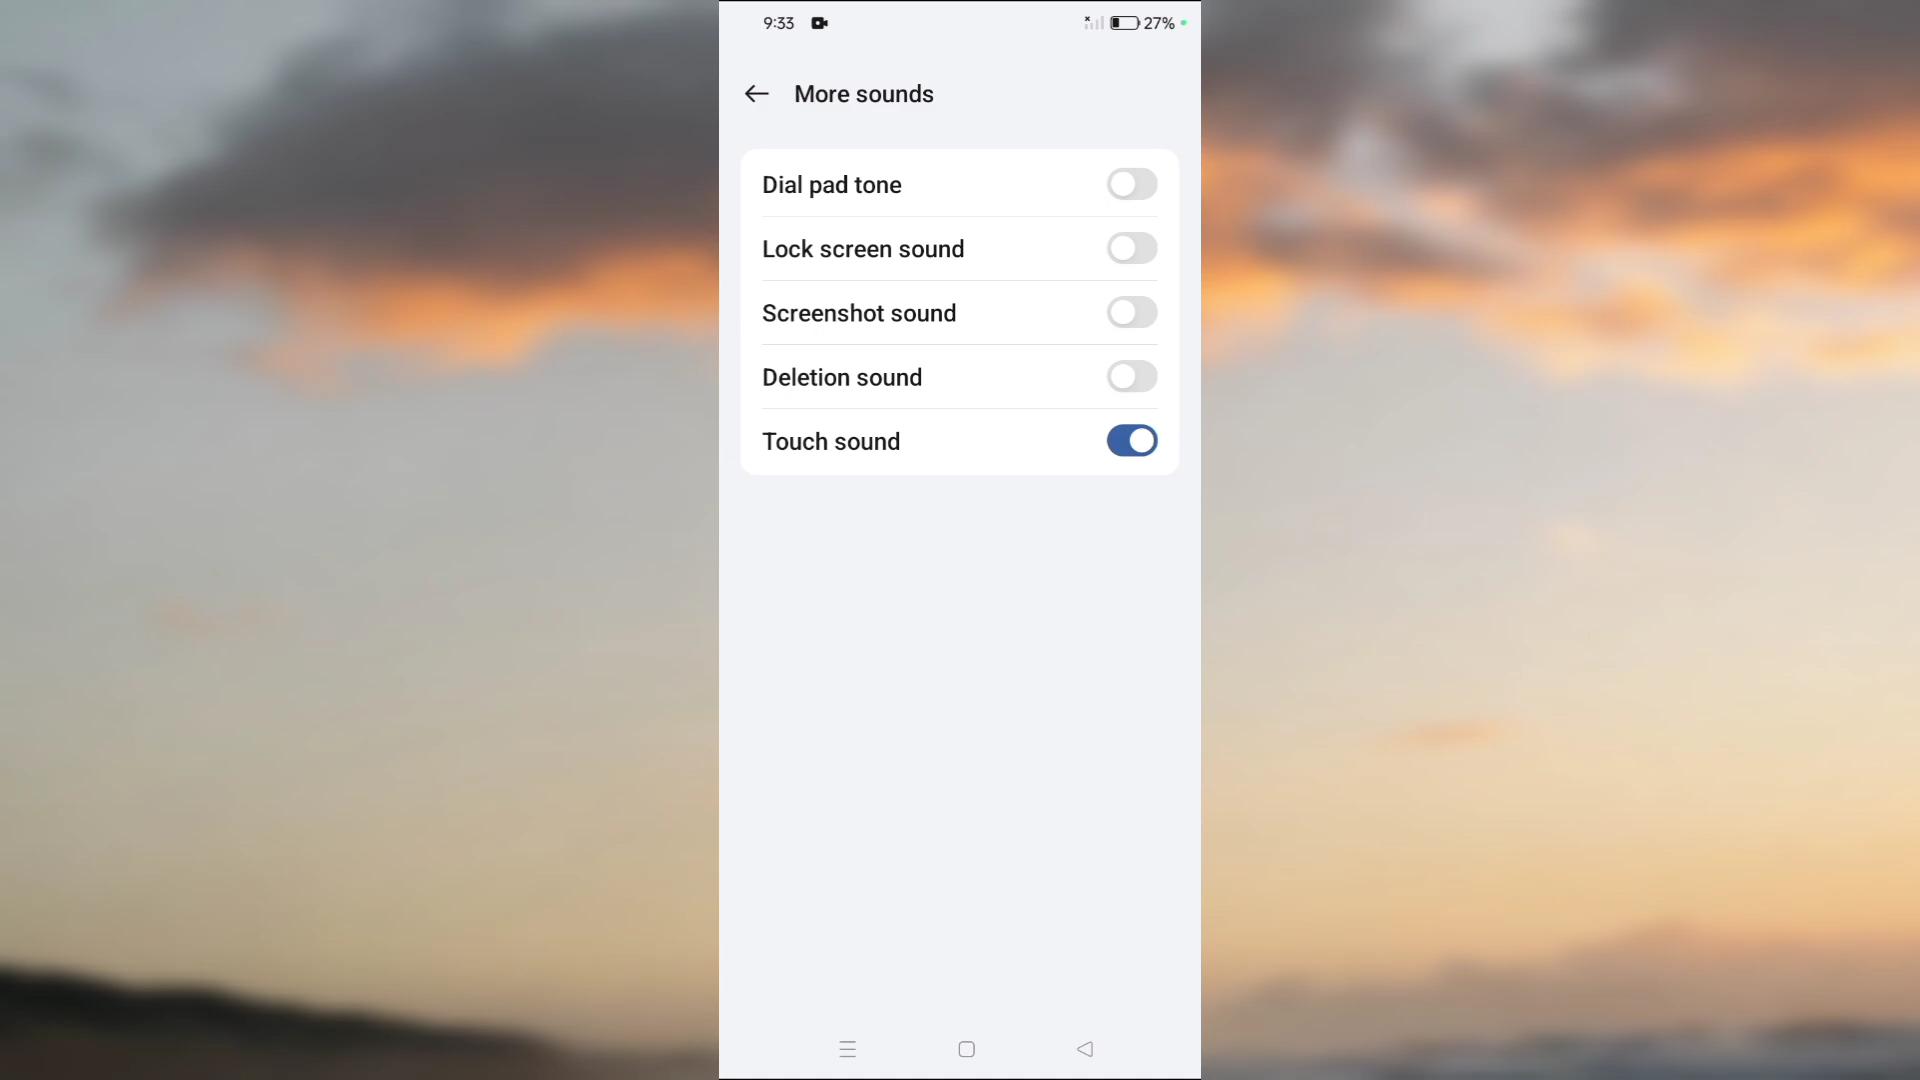 9:33 27%
More sounds
Dial pad tone
Lock screen sound
Screenshot sound
Deletion sound
Touch sound